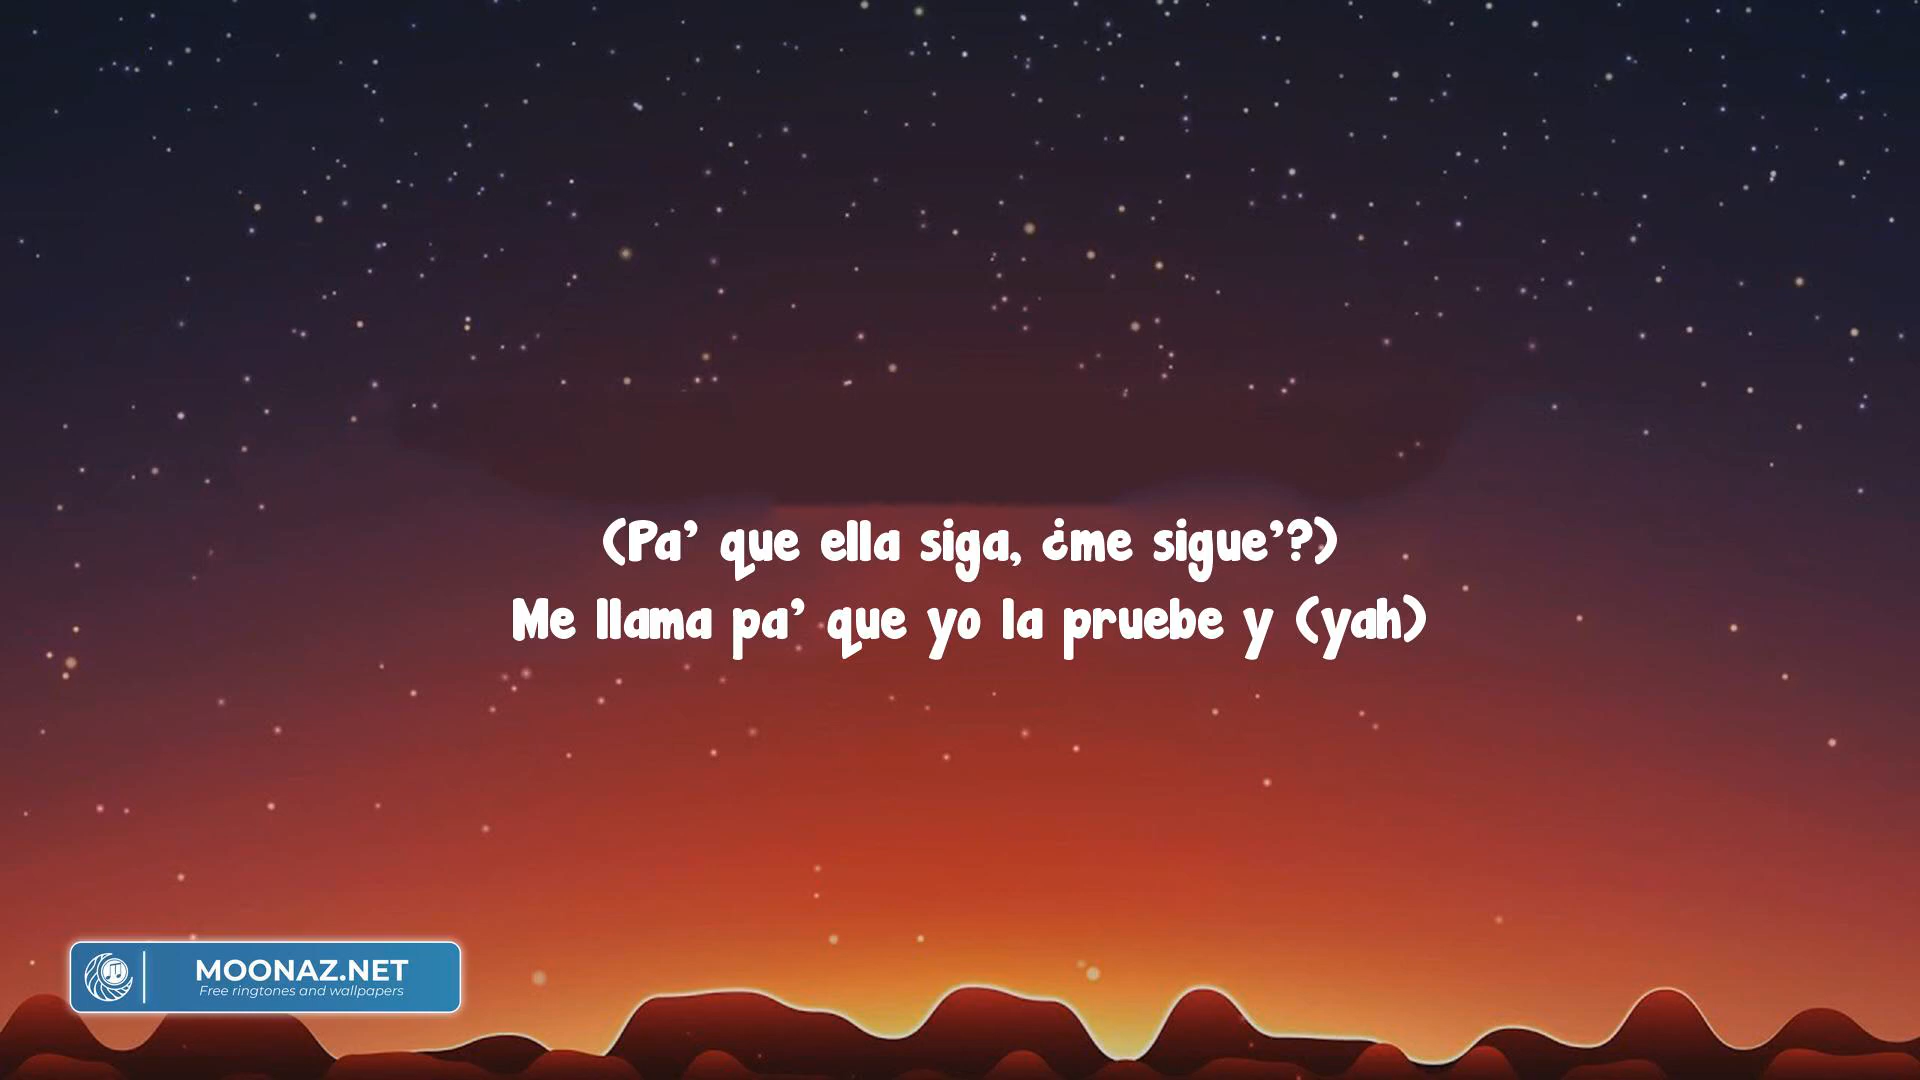 (Pa' que ella siga, ¿me sigue'?)
Me llama pa' que yo la pruebe y (yah)
MOONAZ.NET
Free ringtones and wallpapers